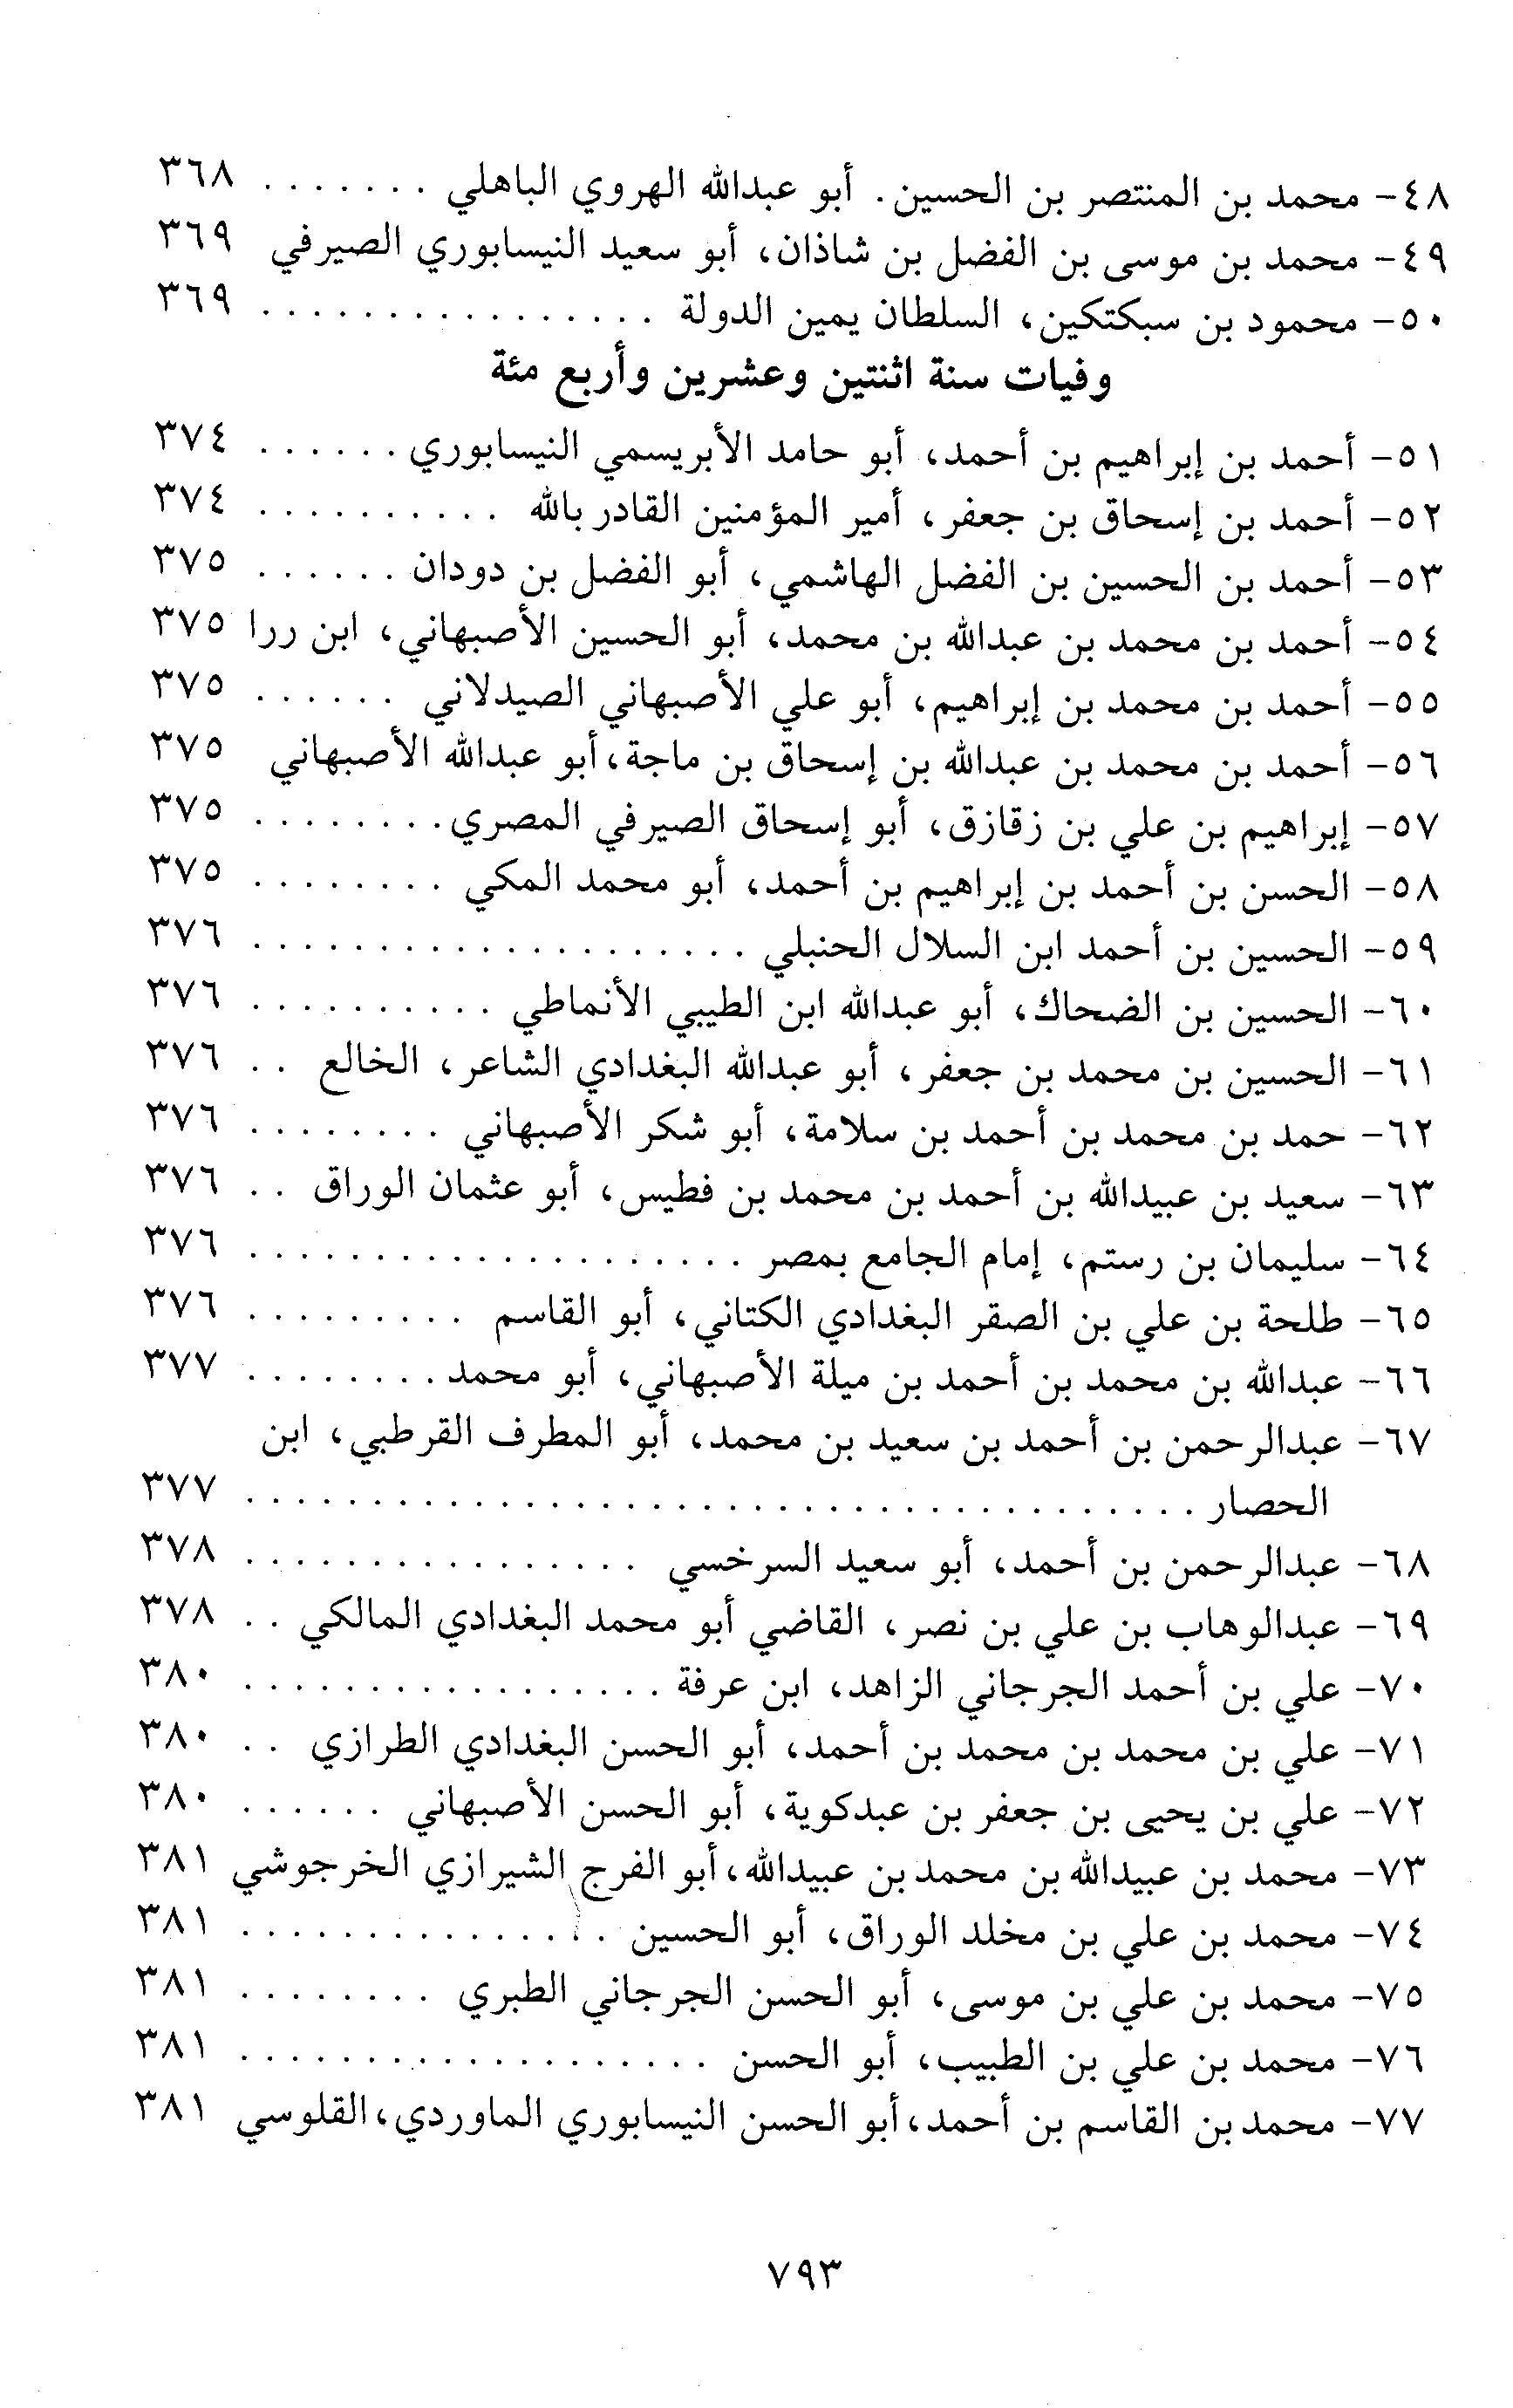 ٤٨- محمد بن المنتصر بن الحسين. أبو عبدالله الهروي الباهلي . . . . . . . ٣٦٨
٤٩- محمد بن موسى بن الفضل بن شاذان، أبو سعيد النيسابوري الصيرفي ٣٦٩
٥٠- محمود بن سبكتكين، السلطان يمين الدولة . . . . . . . . . . . . . . . . ٣٦٩
وفيات سنة اثنتين وعشرين وأربع مئة
٥١- أحمد بن إبراهيم بن أحمد، أبو حامد الأبريسمي النيسابوري . . . . . . ٣٧٤
٥٢- أحمد بن إسحاق بن جعفر، أمير المؤمنين القادر بالله . . . . . . . . . . ٣٧٤
٥٣- أحمد بن الحسين بن الفضل الهاشمي، أبو الفضل بن دودان . . . . . . ٣٧٥
٥٤- أحمد بن محمد بن عبدالله بن محمد، أبو الحسين الأصبهاني، ابن ررا ٣٧٥
٥٥- أحمد بن محمد بن إبراهيم، أبو علي الأصبهاني الصيدلاني . . . . . . ٣٧٥
٥٦- أحمد بن محمد بن عبدالله بن إسحاق بن ماجة، أبو عبدالله الأصبهاني ٣٧٥
٥٧- إبراهيم بن علي بن زقازق، أبو إسحاق الصيرفي المصري . . . . . . . . ٣٧٥
٥٨- الحسن بن أحمد بن إبراهيم بن أحمد، أبو محمد المكي . . . . . . . . ٣٧٥
٥٩- الحسين بن أحمد ابن السلال الحنبلي . . . . . . . . . . . . . . . . . . . . ٣٧٦
٦٠- الحسين بن الضحاك، أبو عبدالله ابن الطيبي الأنماطي . . . . . . . . . . ٣٧٦
٦١- الحسين بن محمد بن جعفر، أبو عبدالله البغدادي الشاعر، الخالع . . ٣٧٦
٦٢- حمد بن محمد بن أحمد بن سلامة، أبو شكر الأصبهاني . . . . . . . . ٣٧٦
٦٣- سعيد بن عبيدالله بن أحمد بن محمد بن فطيس، أبو عثمان الوراق . . ٣٧٦
٦٤- سليمان بن رستم، إمام الجامع بمصر . . . . . . . . . . . . . . . . . . . . ٣٧٦
٦٥- طلحة بن علي بن الصقر البغدادي الكتاني، أبو القاسم . . . . . . . . . ٣٧٦
٦٦- عبدالله بن محمد بن أحمد بن ميلة الأصبهاني، أبو محمد . . . . . . . . ٣٧٧
٦٧- عبدالرحمن بن أحمد بن سعيد بن محمد، أبو المطرف القرطبي، ابن
الحصار . . . . . . . . . . . . . . . . . . . . . . . . . . . . . . . . . . . . . . ٣٧٧
٦٨- عبدالرحمن بن أحمد، أبو سعيد السرخسي . . . . . . . . . . . . . . . . ٣٧٨
٦٩- عبدالوهاب بن علي بن نصر، القاضي أبو محمد البغدادي المالكي . . ٣٧٨
٧٠- علي بن أحمد الجرجاني الزاهد، ابن عرفة . . . . . . . . . . . . . . . . . ٣٨٠
٧١- علي بن محمد بن محمد بن أحمد، أبو الحسن البغدادي الطرازي . . ٣٨٠
٧٢- علي بن يحيى بن جعفر بن عبدكوية، أبو الحسن الأصبهاني . . . . . . ٣٨٠
٧٣- محمد بن عبيدالله بن محمد بن عبيدالله، أبو الفرج الشيرازي الخرجوشي ٣٨١
٧٤- محمد بن علي بن مخلد الوراق، أبو الحسين . . . . . . . . . . . . . . . ٣٨١
٧٥- محمد بن علي بن موسى، أبو الحسن الجرجاني الطبري . . . . . . . . ٣٨١
٧٦- محمد بن علي بن الطبيب، أبو الحسن . . . . . . . . . . . . . . . . . . . ٣٨١
٧٧- محمد بن القاسم بن أحمد، أبو الحسن النيسابوري الماوردي، القلوسي ٣٨١
٧٩٣